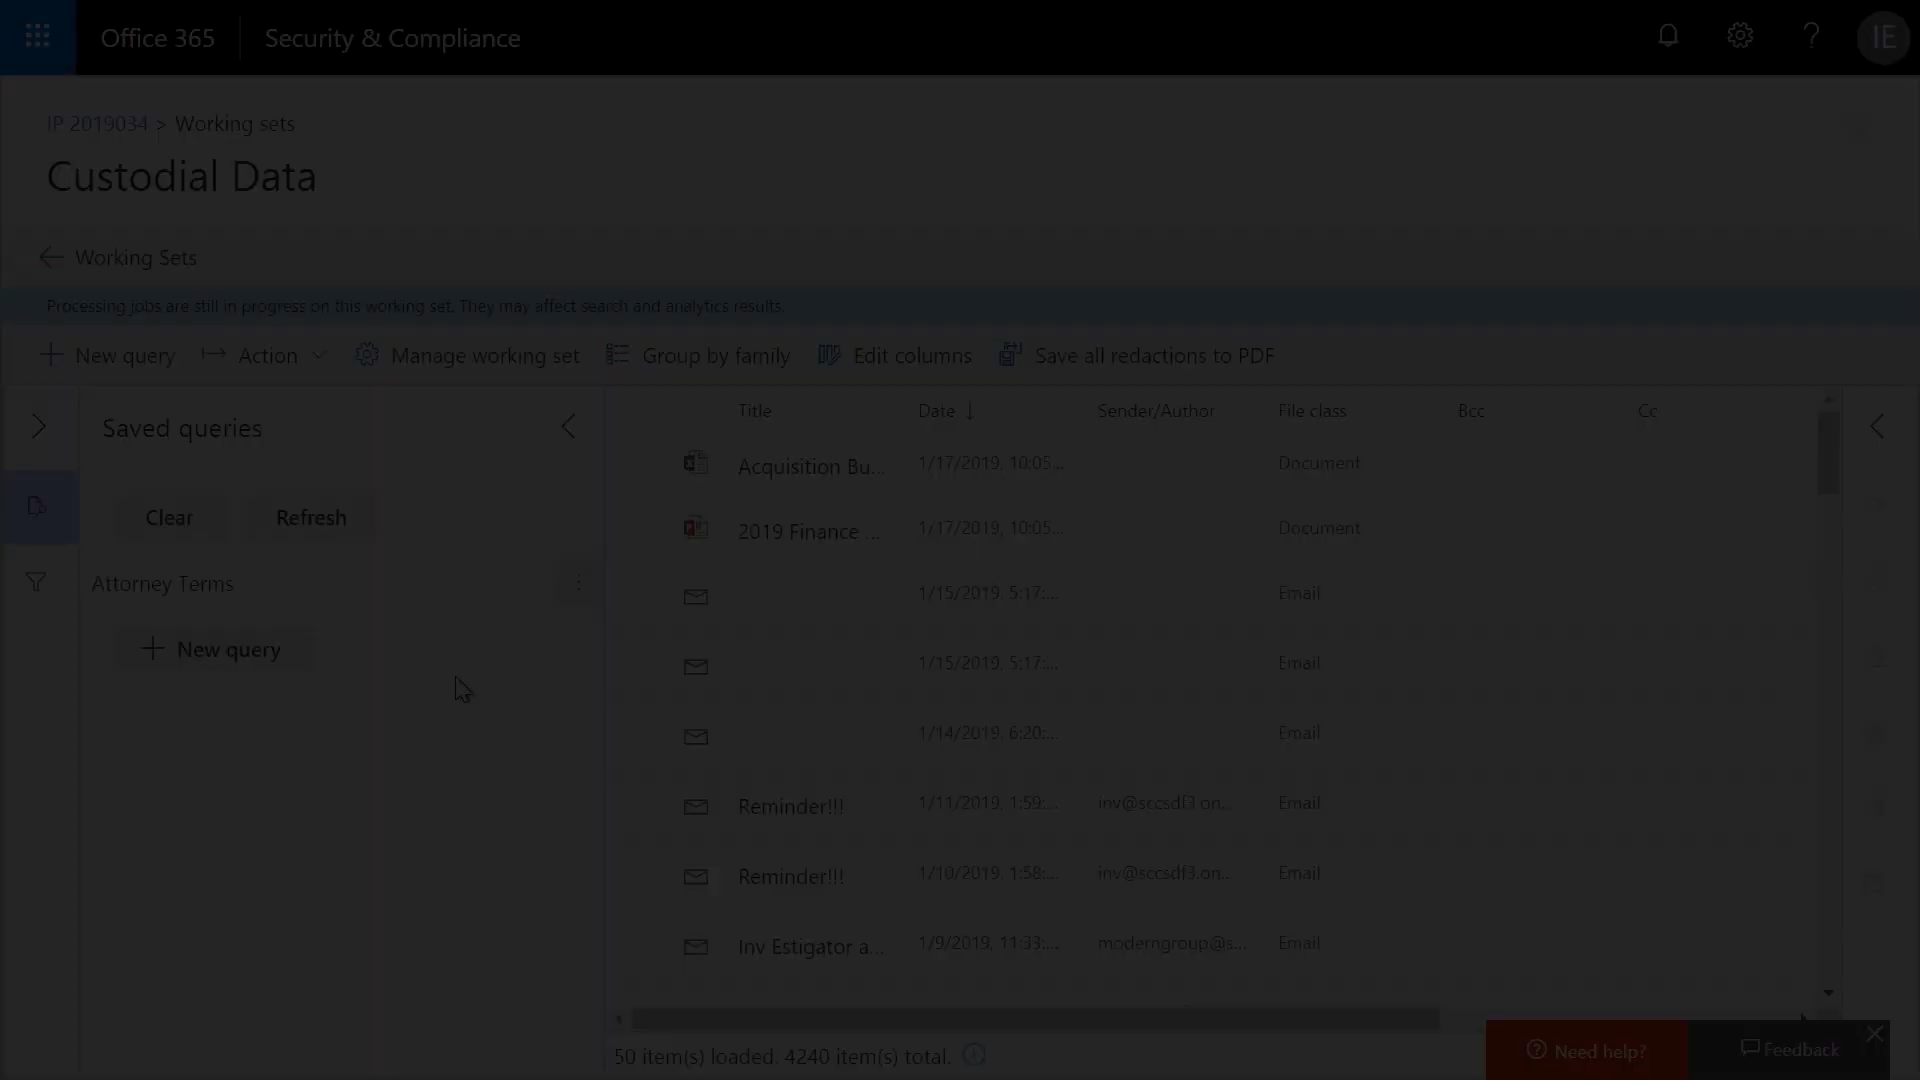 Office 365 Security & Compliance IE
IP 2019034 > Working sets
Custodial Data
Working Sets
Processing jobs are still in progress on this working set. They may affect search and analytics results.
New query Action Manage working set Group by family Edit columns Save all redactions to PDF
Saved queries
Clear Refresh
Attorney Terms
New query
Title Date Sender/Author File class Bcc Cc
Acquisition Bu... 1/17/2019, 10:05... Document
2019 Finance ... 1/17/2019, 10:05... Document
1/15/2019, 5:17:... Email
1/15/2019, 5:17:... Email
1/14/2019, 6:20:... Email
Reminder!!! 1/11/2019, 1:59:... inv@sccsdf3.on... Email
Reminder!!! 1/10/2019, 1:58:... inv@sccsdf3.on... Email
Inv Estigator a... 1/9/2019, 11:33:... moderngroup@s... Email
50 item(s) loaded. 4240 item(s) total.
Need help? Feedback